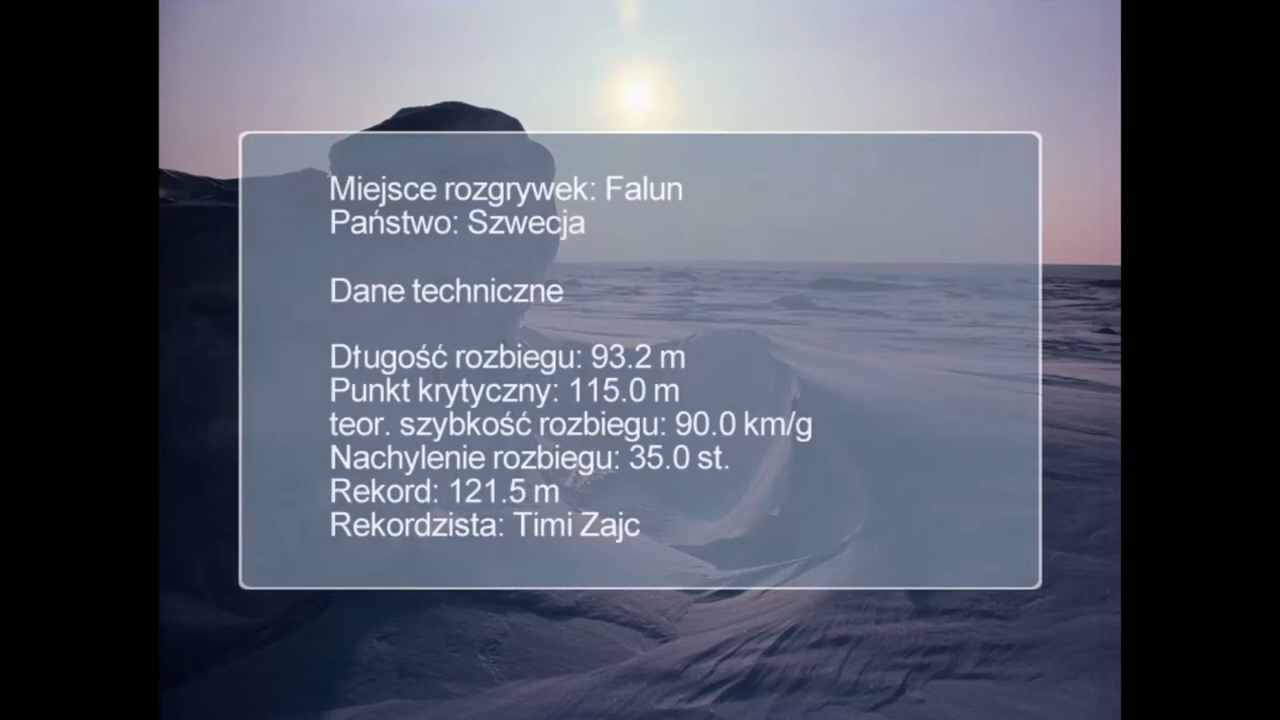 Miejsce rozgrywek: Falun
Państwo: Szwecja
Dane techniczne
Długość rozbiegu: 93.2 m
Punkt krytyczny: 115.0 m
teor. szybkość rozbiegu: 90.0 km/g
Nachylenie rozbiegu: 35.0 st.
Rekord: 121.5 m
Rekordzista: Timi Zajc